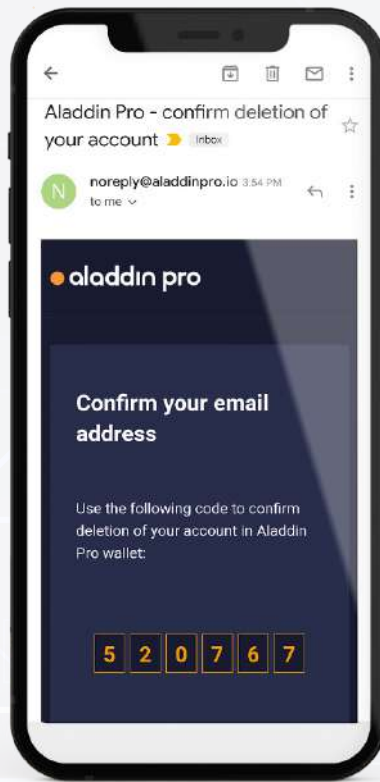 Aladdin Pro - confirm deletion of
your account Inbox
N
noreply@aladdinpro.io 3:54 PM
to me
aladdin pro
Confirm your email
address
Use the following code to confirm
deletion of your account in Aladdin
Pro wallet:
5 2 0 7 6 7